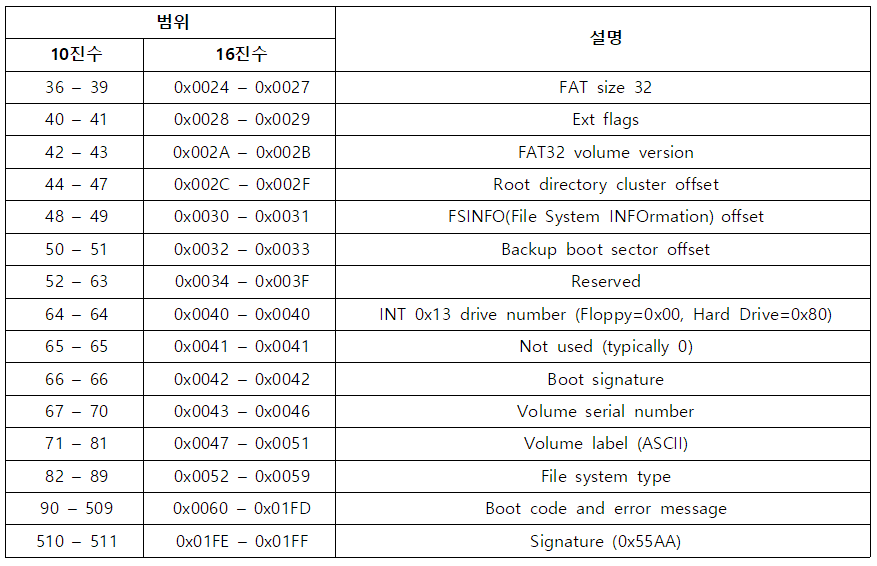 범위 설명
10진수 16진수
36 – 39 0x0024 – 0x0027 FAT size 32
40 – 41 0x0028 – 0x0029 Ext flags
42 – 43 0x002A – 0x002B FAT32 volume version
44 – 47 0x002C – 0x002F Root directory cluster offset
48 – 49 0x0030 – 0x0031 FSINFO(File System INFOrmation) offset
50 – 51 0x0032 – 0x0033 Backup boot sector offset
52 – 63 0x0034 – 0x003F Reserved
64 – 64 0x0040 – 0x0040 INT 0x13 drive number (Floppy=0x00, Hard Drive=0x80)
65 – 65 0x0041 – 0x0041 Not used (typically 0)
66 – 66 0x0042 – 0x0042 Boot signature
67 – 70 0x0043 – 0x0046 Volume serial number
71 – 81 0x0047 – 0x0051 Volume label (ASCII)
82 – 89 0x0052 – 0x0059 File system type
90 – 509 0x0060 – 0x01FD Boot code and error message
510 – 511 0x01FE – 0x01FF Signature (0x55AA)